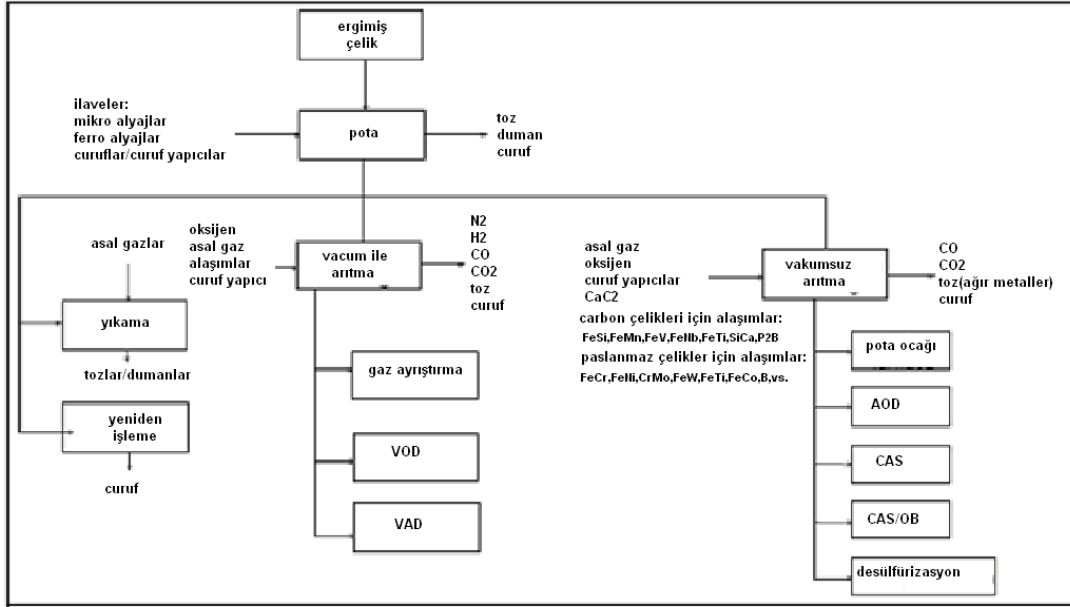 ergimiş
çelik
ilaveler:
mikro alyajlar
ferro alyajlar
curuflar/curuf yapıcılar
pota
toz
duman
curuf
asal gazlar
yıkama
tozlar/dumanlar
yeniden
işleme
curuf
oksijen
asal gaz
alaşımlar
curuf yapıcı
vacum ile
arıtma
N2
H2
CO
CO2
toz
curuf
gaz ayrıştırma
VOD
VAD
asal gaz
oksijen
curuf yapıcılar
CaC2
carbon çelikleri için alaşımlar:
FeSi,FeMn,FeV,FeNb,FeTi,SiCa,P2B
paslanmaz çelikler için alaşımlar:
FeCr,FeNi,CrMo,FeW,FeTi,FeCo,B,vs.
vakumsuz
arıtma
CO
CO2
toz(ağır metaller)
curuf
pota ocağı
AOD
CAS
CAS/OB
desülfürizasyon